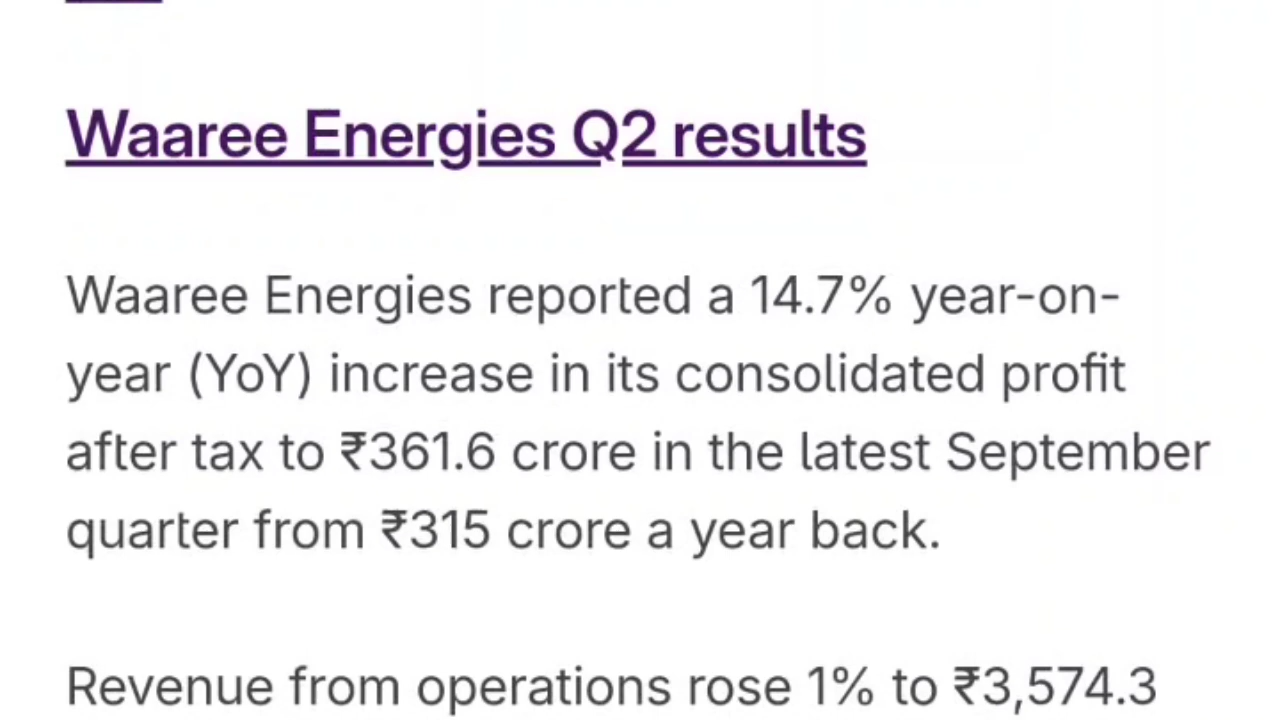 Waaree Energies Q2 results
Waaree Energies reported a 14.7% year-on-
year (YoY) increase in its consolidated profit
after tax to ₹361.6 crore in the latest September
quarter from ₹315 crore a year back.
Revenue from operations rose 1% to ₹3,574.3